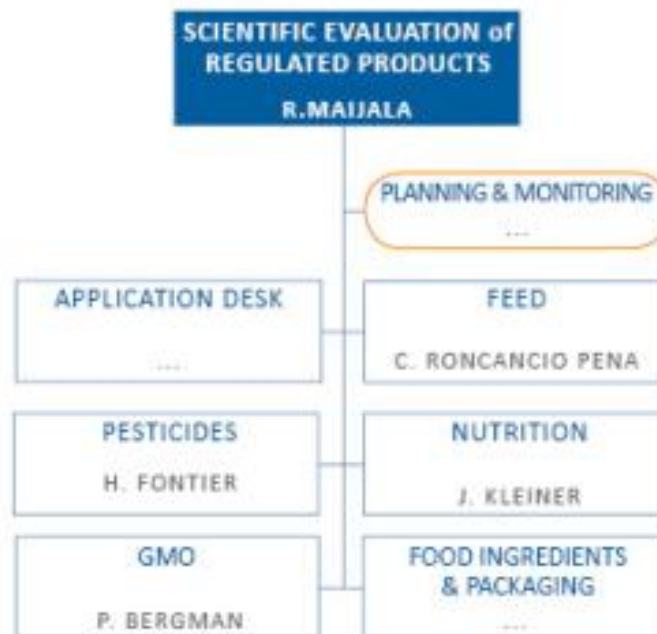 SCIENTIFIC EVALUATION of
REGULATED PRODUCTS
R.MAIJALA
PLANNING & MONITORING
...
APPLICATION DESK
...
FEED
C. RONCANCIO PENA
PESTICIDES
H. FONTIER
NUTRITION
J. KLEINER
GMO
P. BERGMAN
FOOD INGREDIENTS
& PACKAGING
...